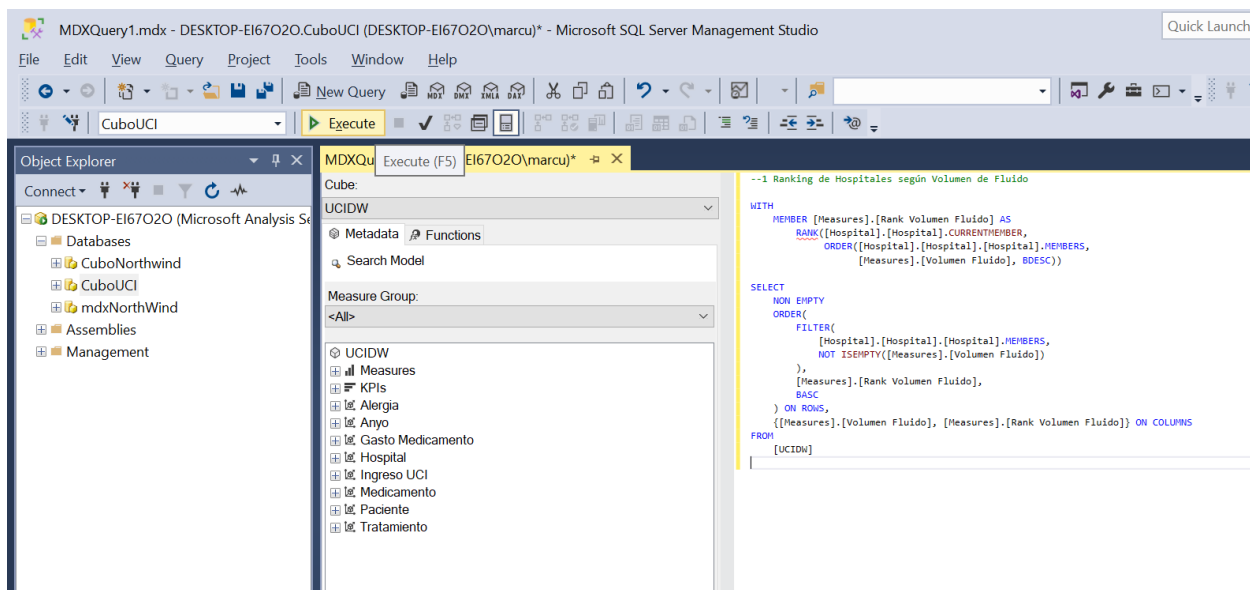 MDXQuery1.mdx - DESKTOP-EI67O2O.CuboUCI (DESKTOP-EI67O2O\marcu)* - Microsoft SQL Server Management Studio
Quick Launch
File Edit View Query Project Tools Window Help
New Query MDX DMX XMLA DAX
CuboUCI
Execute
Object Explorer
MDXQu
Execute (F5)
EI67O2O\marcu)*
Connect
DESKTOP-EI67O2O (Microsoft Analysis Se
Databases
CuboNorthwind
CuboUCI
mdxNorthWind
Assemblies
Management
Cube:
UCIDW
Metadata
Functions
Search Model
Measure Group:
<All>
UCIDW
Measures
KPIs
Alergia
Anyo
Gasto Medicamento
Hospital
Ingreso UCI
Medicamento
Paciente
Tratamiento
--1 Ranking de Hospitales según Volumen de Fluido
WITH
MEMBER [Measures].[Rank Volumen Fluido] AS
RANK([Hospital].[Hospital].CURRENTMEMBER,
ORDER([Hospital].[Hospital].[Hospital].MEMBERS,
[Measures].[Volumen Fluido], BDESC))
SELECT
NON EMPTY
ORDER(
FILTER(
[Hospital].[Hospital].[Hospital].MEMBERS,
NOT ISEMPTY([Measures].[Volumen Fluido])
),
[Measures].[Rank Volumen Fluido],
BASC
) ON ROWS,
{[Measures].[Volumen Fluido], [Measures].[Rank Volumen Fluido]} ON COLUMNS
FROM
[UCIDW]